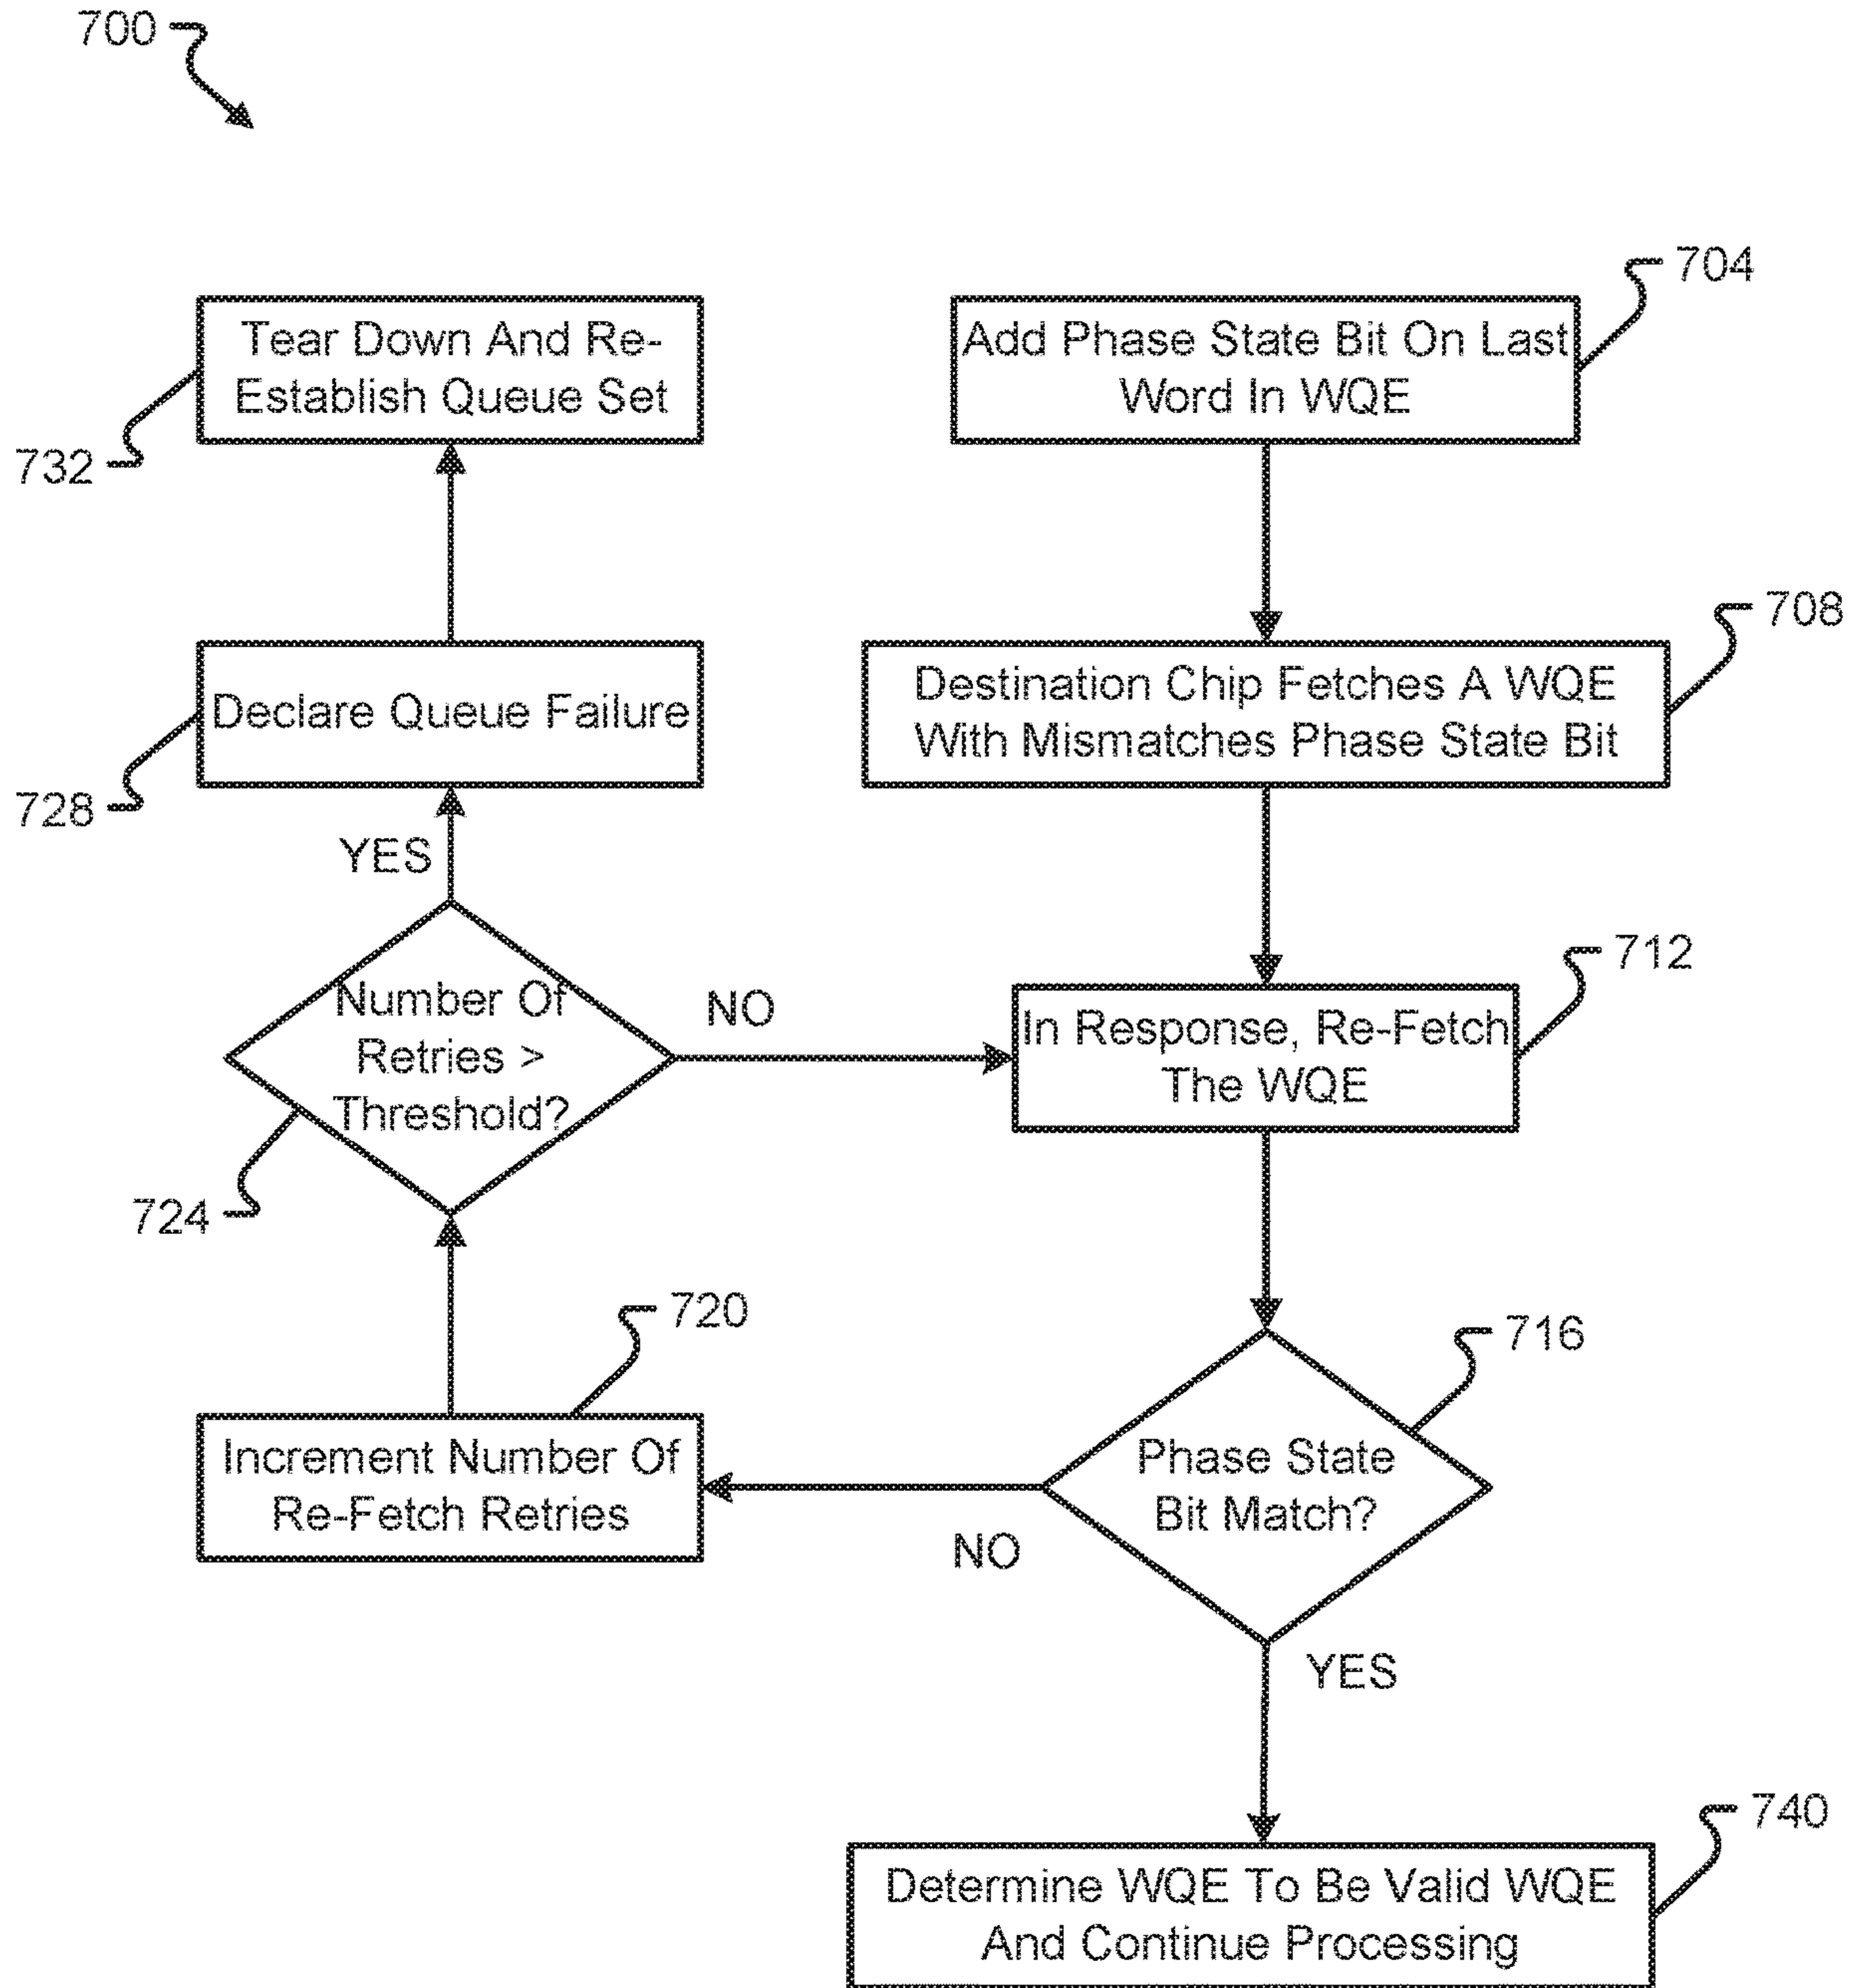 700
704
Tear Down And Re-
Establish Queue Set
Add Phase State Bit On Last
Word In WQE
732
708
Declare Queue Failure
Destination Chip Fetches A WQE
With Mismatches Phase State Bit
728
YES
712
Number Of
Retries >
Threshold?
NO
In Response, Re-Fetch
The WQE
724
720
716
Increment Number Of
Re-Fetch Retries
Phase State
Bit Match?
NO
YES
740
Determine WQE To Be Valid WQE
And Continue Processing